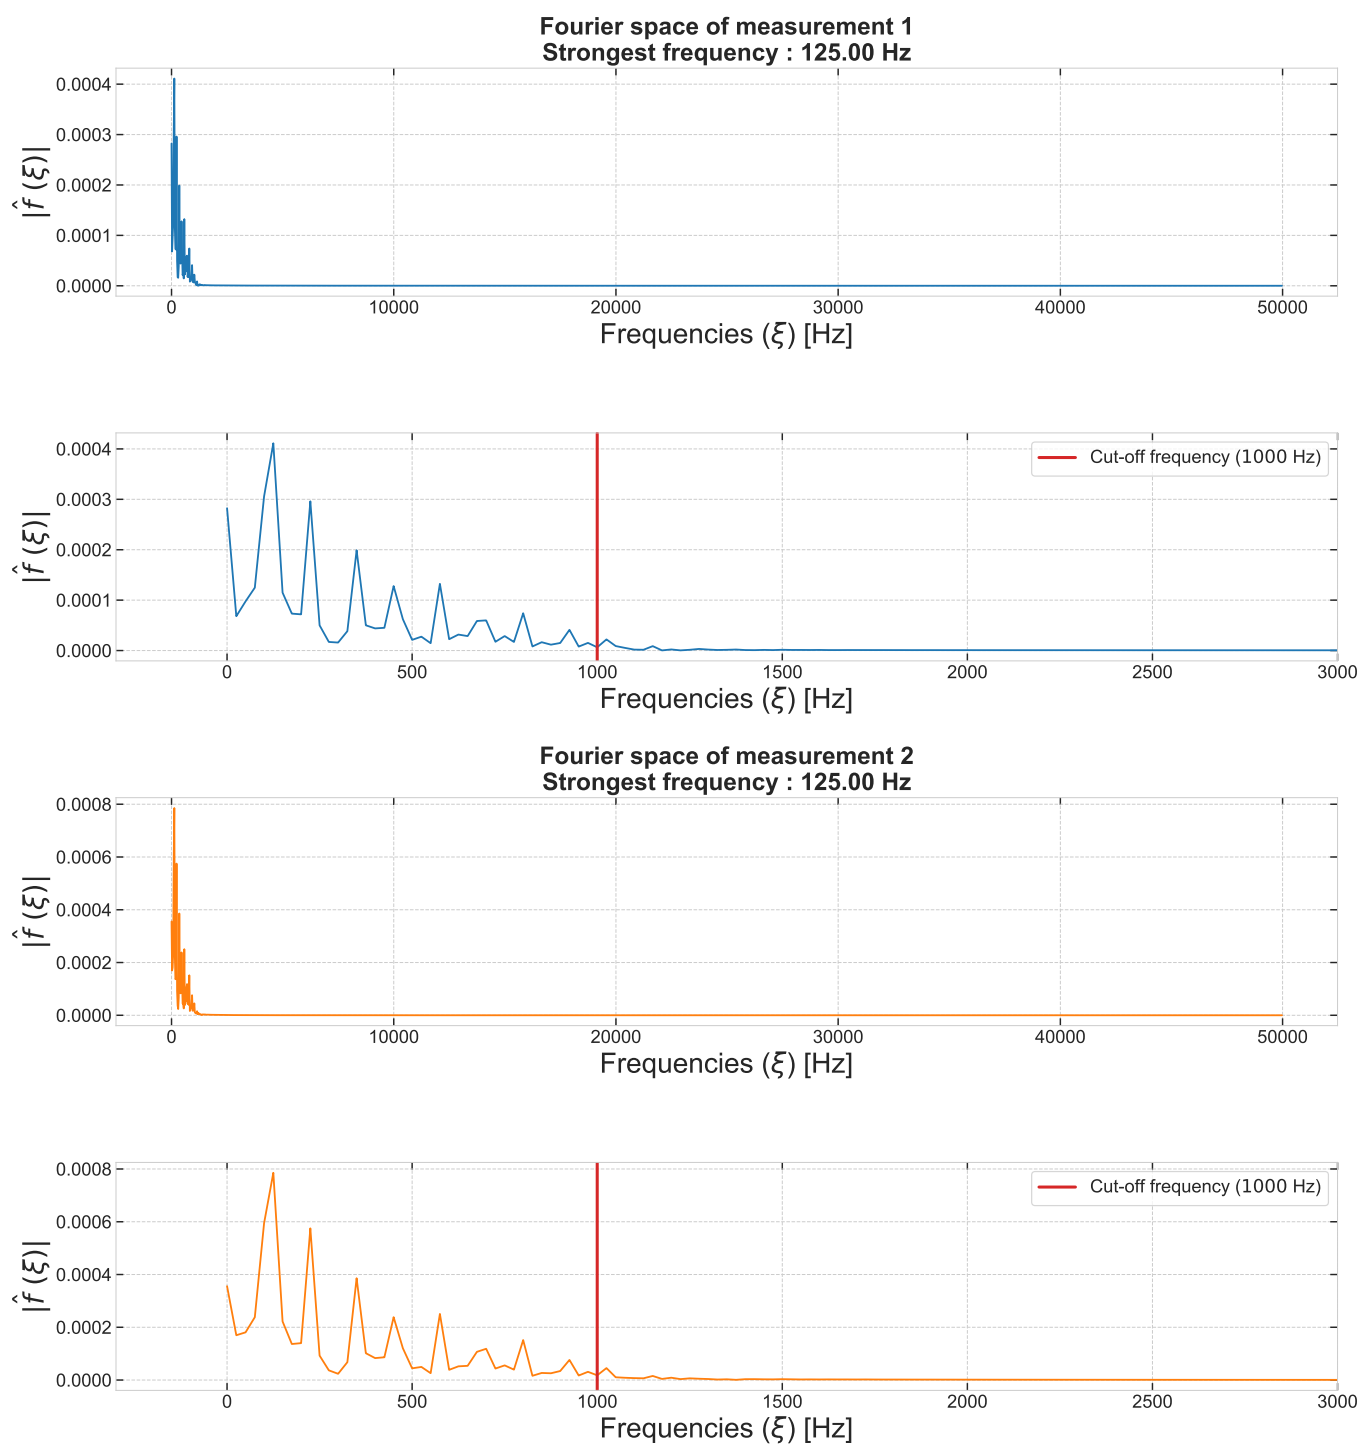 Fourier space of measurement 1
Strongest frequency : 125.00 Hz
|f̂ (ξ)|
0.0004
0.0003
0.0002
0.0001
0.0000
0 10000 20000 30000 40000 50000
Frequencies (ξ) [Hz]
|f̂ (ξ)|
0.0004
0.0003
0.0002
0.0001
0.0000
Cut-off frequency (1000 Hz)
0 500 1000 1500 2000 2500 3000
Frequencies (ξ) [Hz]
Fourier space of measurement 2
Strongest frequency : 125.00 Hz
|f̂ (ξ)|
0.0008
0.0006
0.0004
0.0002
0.0000
0 10000 20000 30000 40000 50000
Frequencies (ξ) [Hz]
|f̂ (ξ)|
0.0008
0.0006
0.0004
0.0002
0.0000
Cut-off frequency (1000 Hz)
0 500 1000 1500 2000 2500 3000
Frequencies (ξ) [Hz]